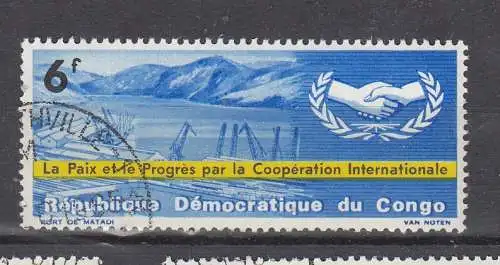 6f
VILLE
La Paix et le Progrès par la Coopération Internationale
République Démocratique du Congo
PORT DE MATADI
VAN NOTEN